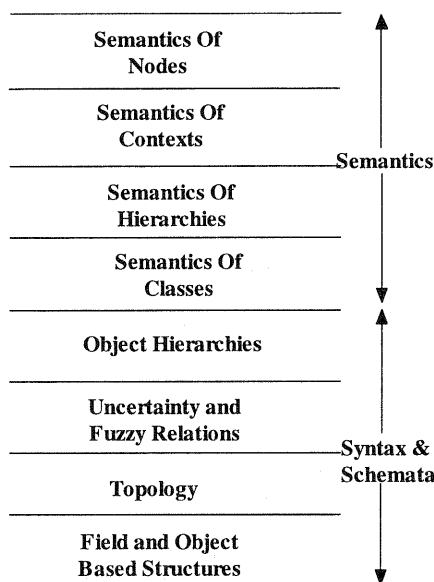 Semantics Of
Nodes
Semantics Of
Contexts
Semantics
Semantics Of
Hierarchies
Semantics Of
Classes
Object Hierarchies
Uncertainty and
Fuzzy Relations
Syntax &
Schemata
Topology
Field and Object
Based Structures